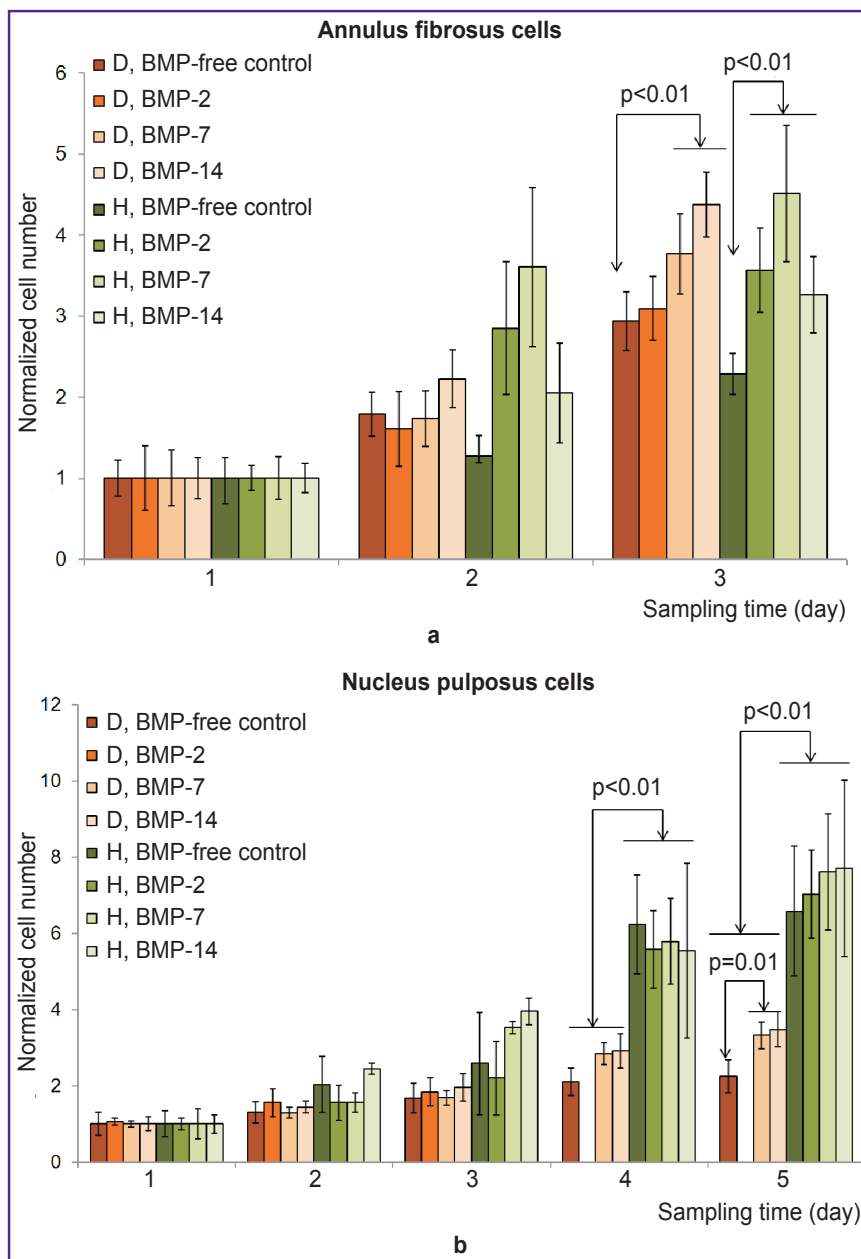 Annulus fibrosus cells
Normalized cell number
6
5
4
3
2
1
0
D, BMP-free control
D, BMP-2
D, BMP-7
D, BMP-14
H, BMP-free control
H, BMP-2
H, BMP-7
H, BMP-14
p<0.01
p<0.01
1 2 3
Sampling time (day)
a
Nucleus pulposus cells
Normalized cell number
12
10
8
6
4
2
0
D, BMP-free control
D, BMP-2
D, BMP-7
D, BMP-14
H, BMP-free control
H, BMP-2
H, BMP-7
H, BMP-14
p<0.01
p<0.01
p=0.01
1 2 3 4 5
Sampling time (day)
b